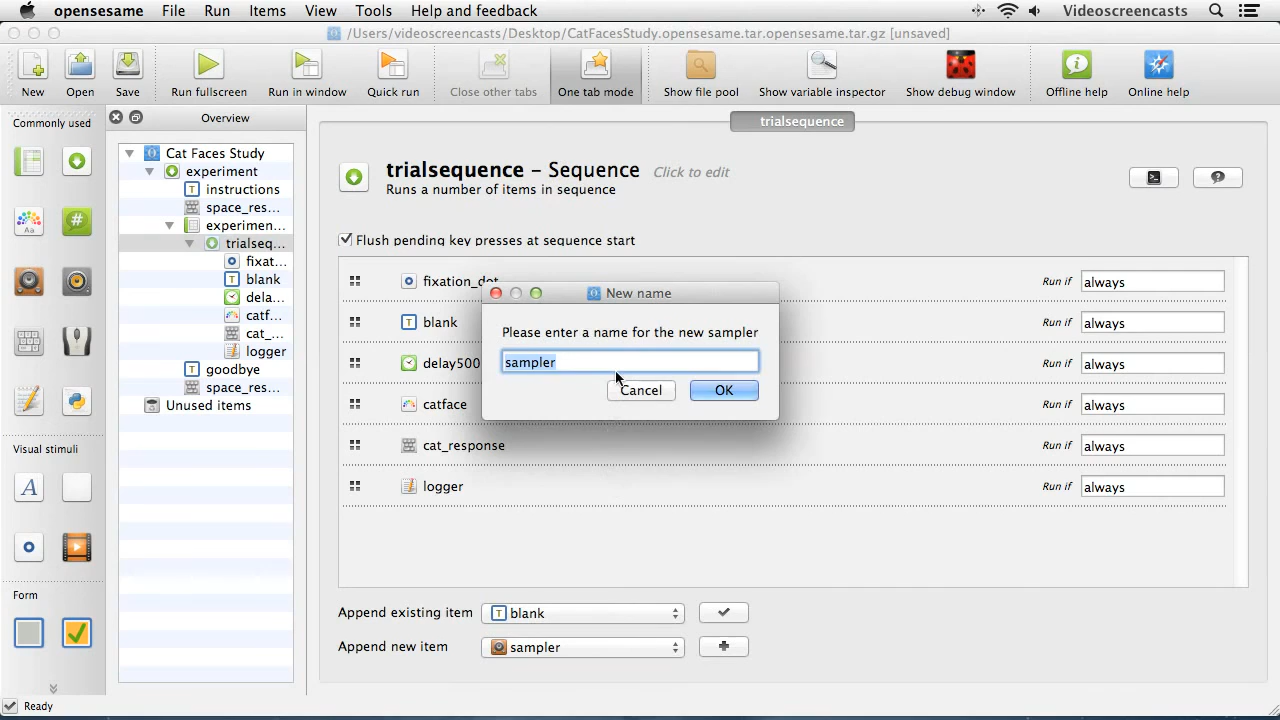 opensesame File Run Items View Tools Help and feedback Videoscreencasts
/Users/videoscreencasts/Desktop/CatFacesStudy.opensesame.tar.opensesame.tar.gz [unsaved]
New Open Save Run fullscreen Run in window Quick run Close other tabs One tab mode Show file pool Show variable inspector Show debug window Offline help Online help
Commonly used
Aa
Visual stimuli
A
Form
Overview
Cat Faces Study
experiment
T instructions
space_res...
experimen...
trialseq...
fixat...
T blank
dela...
catf...
cat_...
logger
T goodbye
space_res...
Unused items
trialsequence
trialsequence – Sequence Click to edit
Runs a number of items in sequence
Flush pending key presses at sequence start
fixation_dot Run if always
T blank Run if always
delay500 Run if always
catface Run if always
cat_response Run if always
logger Run if always
New name
Please enter a name for the new sampler
sampler
Cancel OK
Append existing item T blank
Append new item sampler
Ready